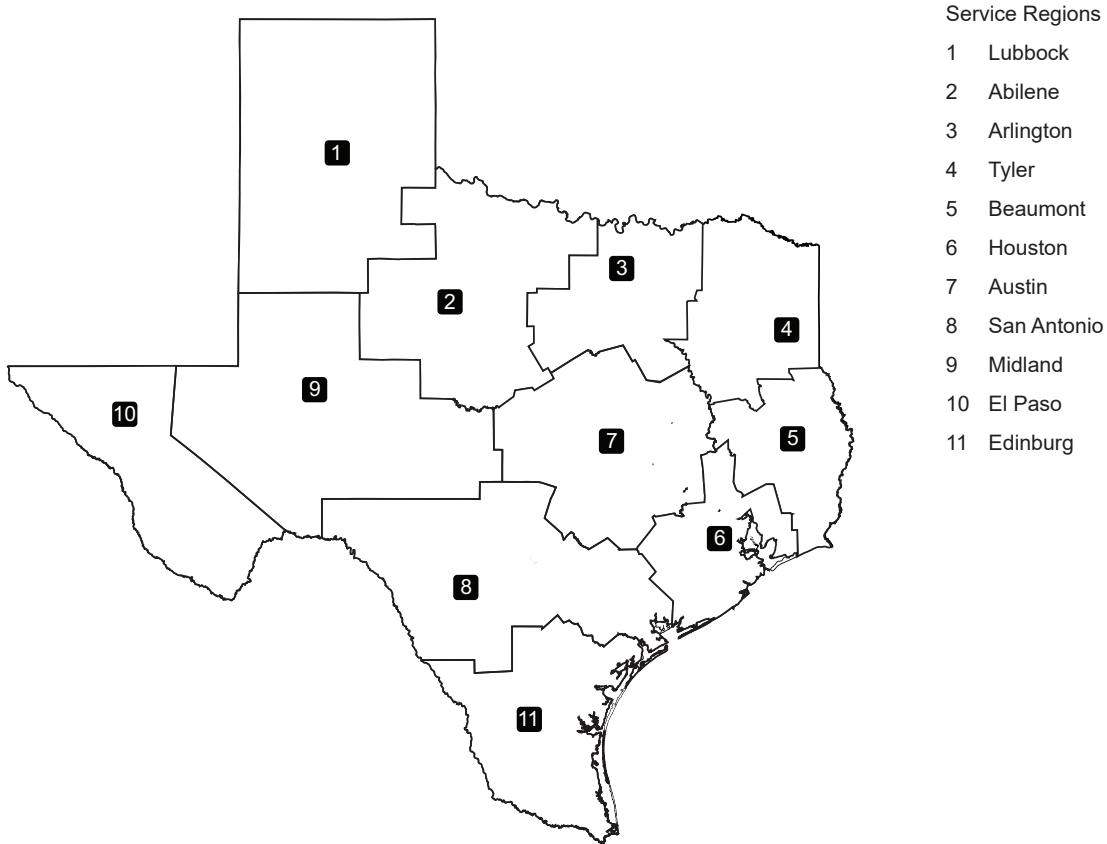 Service Regions
1 Lubbock
2 Abilene
3 Arlington
4 Tyler
5 Beaumont
6 Houston
7 Austin
8 San Antonio
9 Midland
10 El Paso
11 Edinburg
1
3
2
4
9
10
5
7
6
8
11